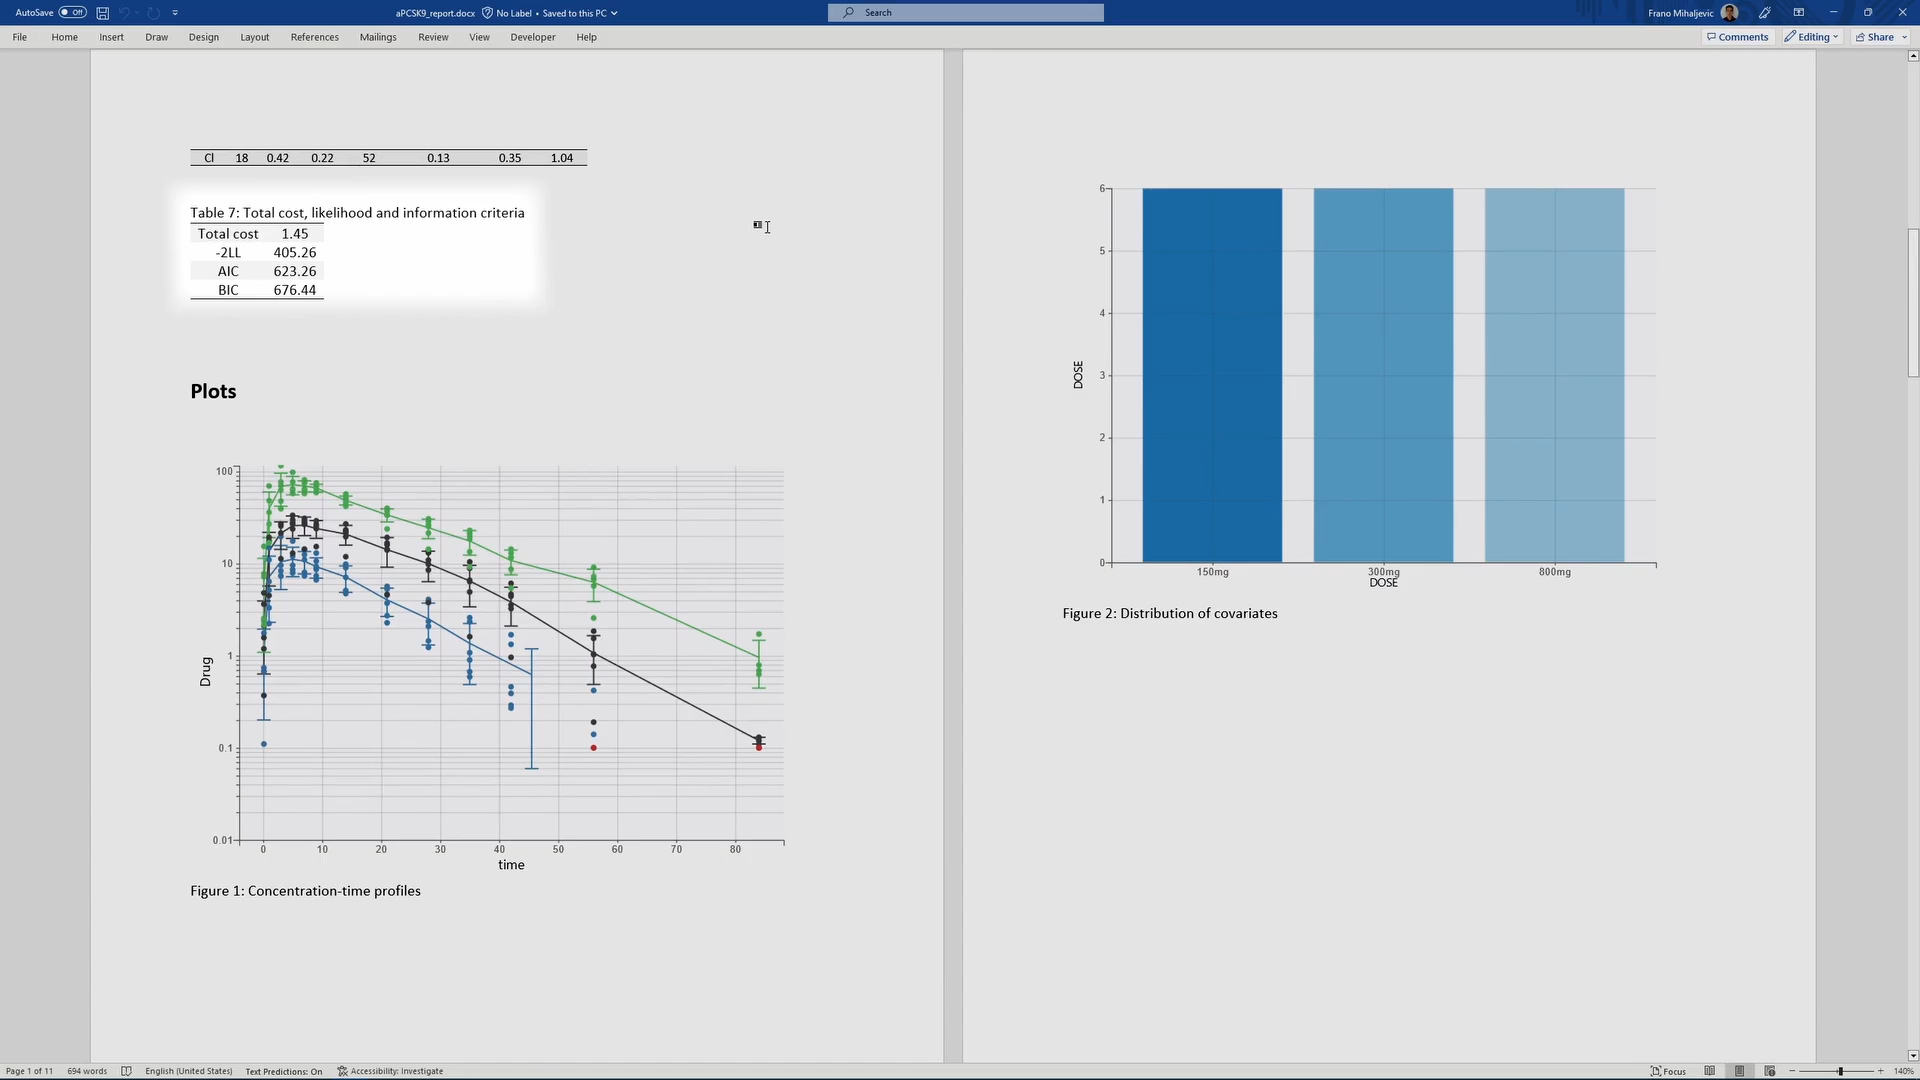 AutoSave Off aPCSK9_report.docx No Label • Saved to this PC Search Frano Mihaljevic
File Home Insert Draw Design Layout References Mailings Review View Developer Help Comments Editing Share
Cl 18 0.42 0.22 52 0.13 0.35 1.04
Table 7: Total cost, likelihood and information criteria
Total cost 1.45
-2LL 405.26
AIC 623.26
BIC 676.44
Plots
100
10
1
0.1
0.01
Drug
0 10 20 30 40 50 60 70 80
time
Figure 1: Concentration-time profiles
6
5
4
3
2
1
0
DOSE
150mg 300mg 800mg
DOSE
Figure 2: Distribution of covariates
Page 1 of 11 694 words English (United States) Text Predictions: On Accessibility: Investigate Focus 140%